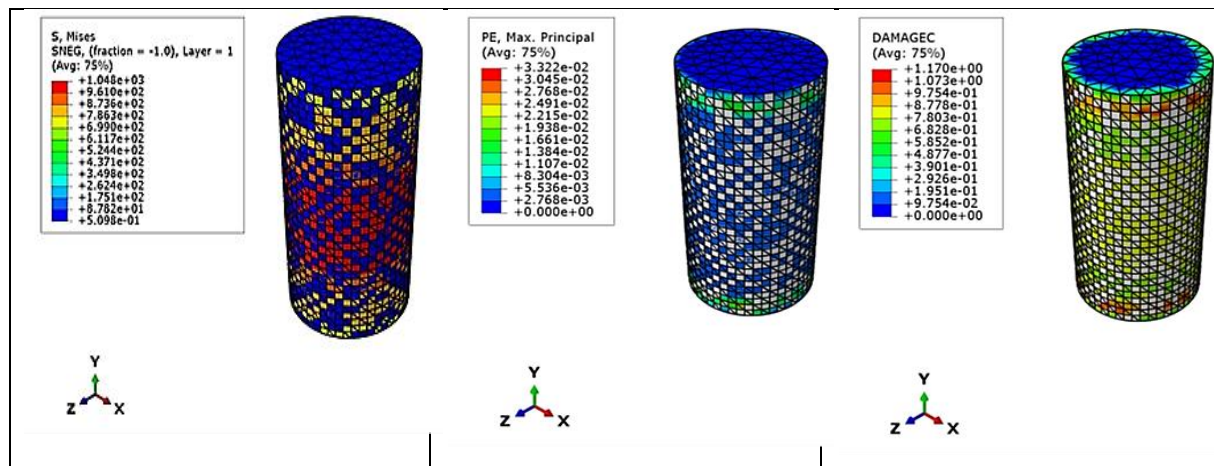 S, Mises
SNEG, (fraction = -1.0), Layer = 1
(Avg: 75%)
+1.048e+03
+9.610e+02
+8.736e+02
+7.863e+02
+6.990e+02
+6.117e+02
+5.244e+02
+4.371e+02
+3.498e+02
+2.624e+02
+1.751e+02
+8.782e+01
+5.098e-01
Y
Z
X
PE, Max. Principal
(Avg: 75%)
+3.322e-02
+3.045e-02
+2.768e-02
+2.491e-02
+2.215e-02
+1.938e-02
+1.661e-02
+1.384e-02
+1.107e-02
+8.304e-03
+5.536e-03
+2.768e-03
+0.000e+00
Y
Z
X
DAMAGEC
(Avg: 75%)
+1.170e+00
+1.073e+00
+9.754e-01
+8.778e-01
+7.803e-01
+6.828e-01
+5.852e-01
+4.877e-01
+3.901e-01
+2.926e-01
+1.951e-01
+9.754e-02
+0.000e+00
Y
Z
X